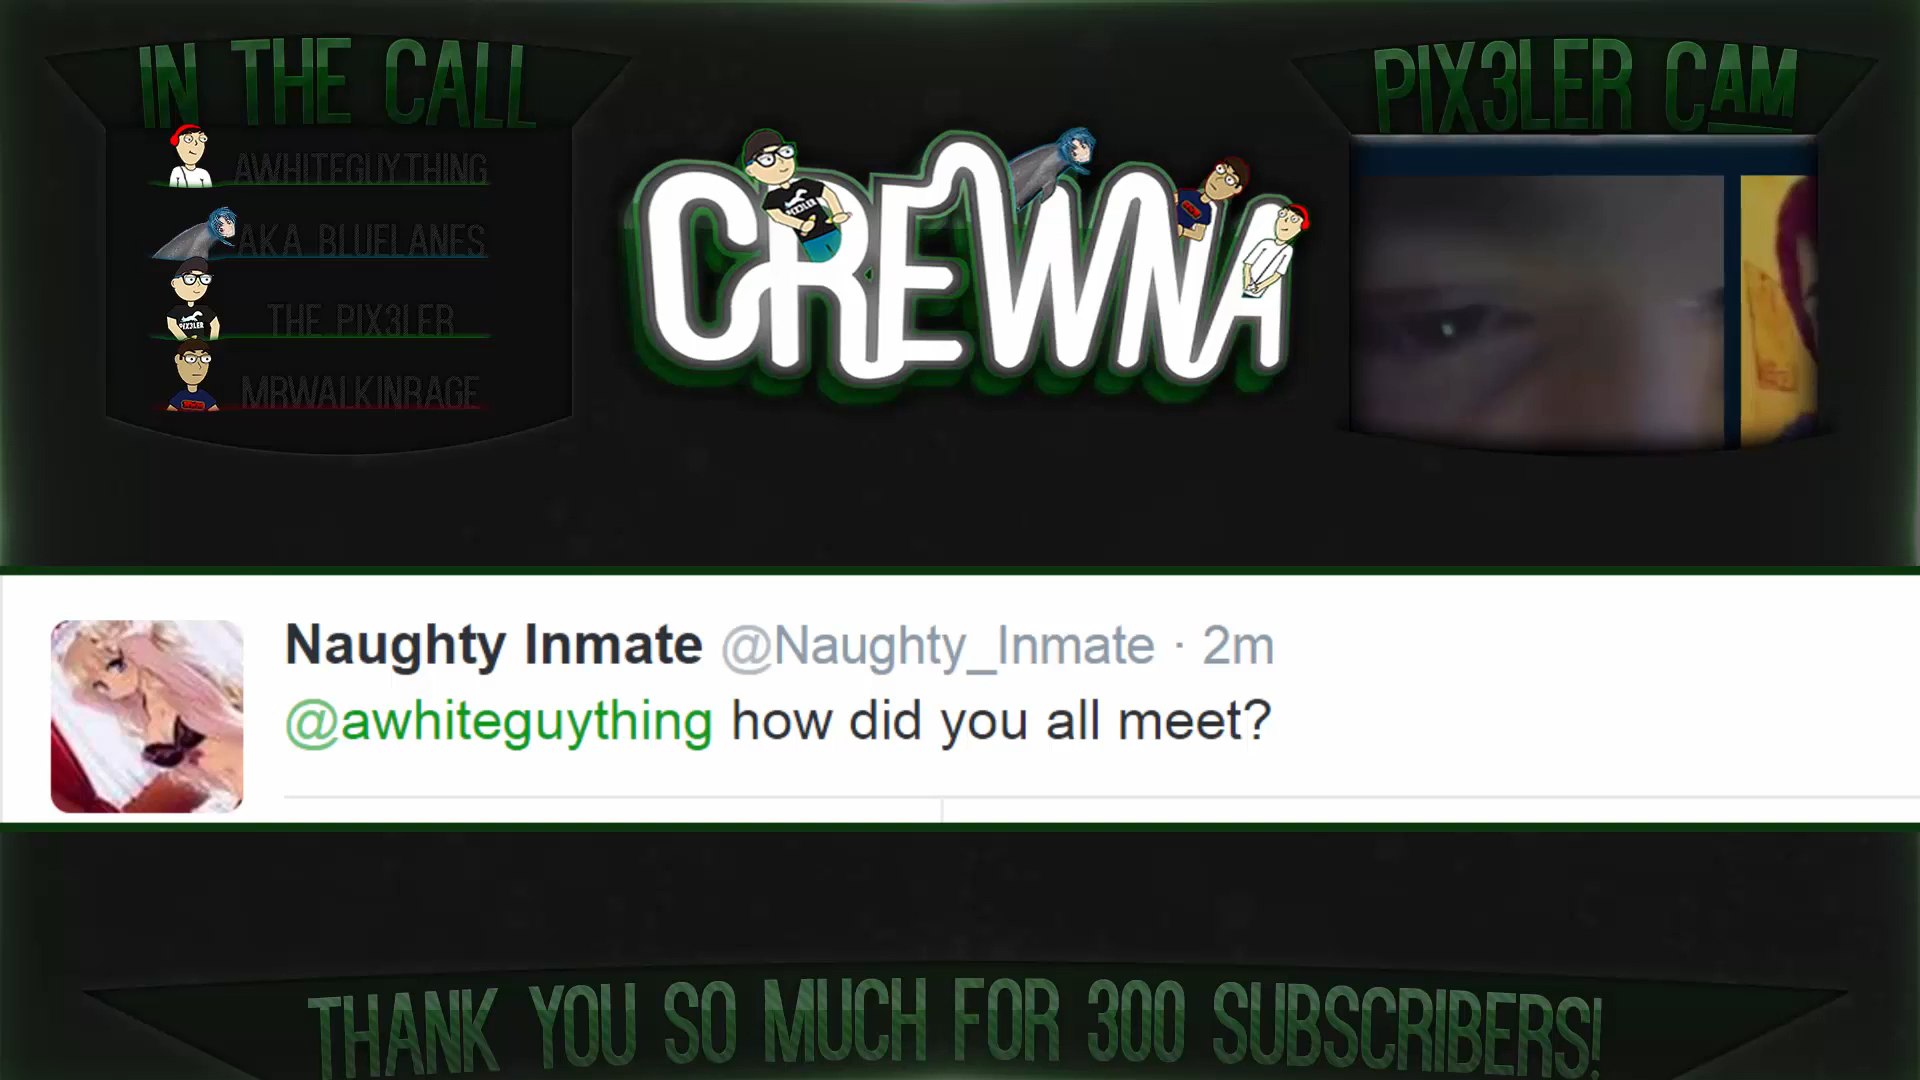 IN THE CALL
AWHITEGUYTHING
AKA BLUELANES
THE PIX3LER
MRWALKINRAGE
CREWNA
PIX3LER
PIX3LER CAM
Naughty Inmate @Naughty_Inmate · 2m
@awhiteguything how did you all meet?
THANK YOU SO MUCH FOR 300 SUBSCRIBERS!